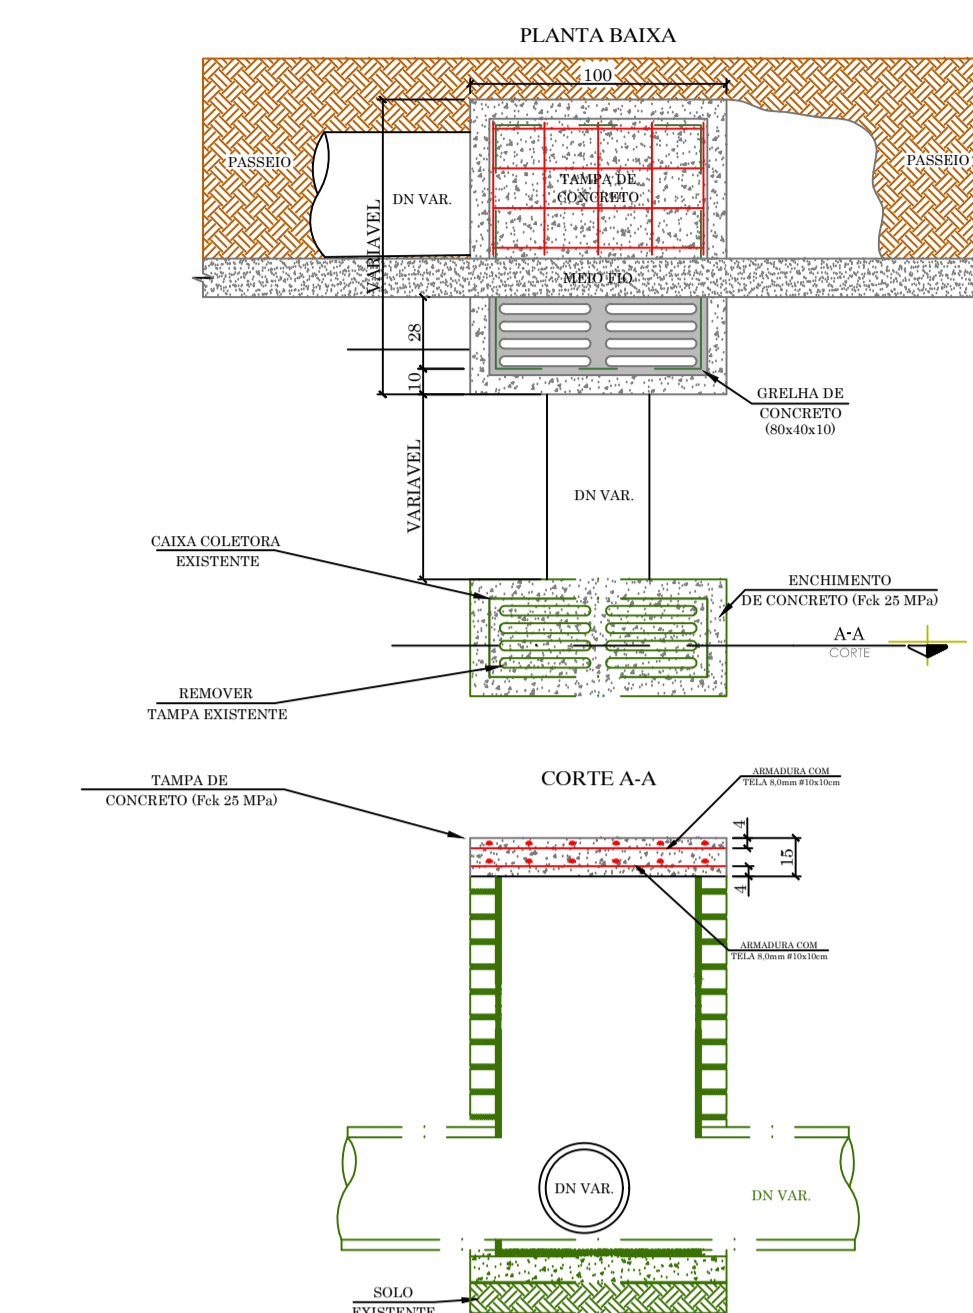 PLANTA BAIXA
100
PASSEIO
PASSEIO
TAMPA DE
CONCRETO
DN VAR.
VARIAVEL
MEIO FIO
28
10
GRELHA DE
CONCRETO
(80x40x10)
VARIAVEL
DN VAR.
CAIXA COLETORA
EXISTENTE
ENCHIMENTO
DE CONCRETO (Fck 25 MPa)
A-A
CORTE
REMOVER
TAMPA EXISTENTE
CORTE A-A
TAMPA DE
CONCRETO (Fck 25 MPa)
ARMADURA COM
TELA 8,0mm #10x10cm
4
15
4
ARMADURA COM
TELA 8,0mm #10x10cm
DN VAR.
DN VAR.
SOLO
EXISTENTE